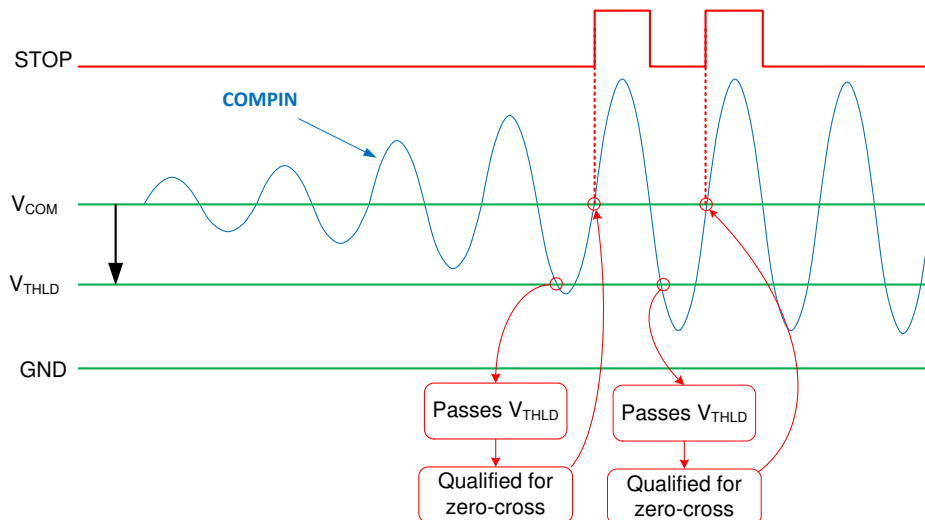 STOP
COMPIN
VCOM
VTHLD
GND
Passes VTHLD
Passes VTHLD
Qualified for
zero-cross
Qualified for
zero-cross